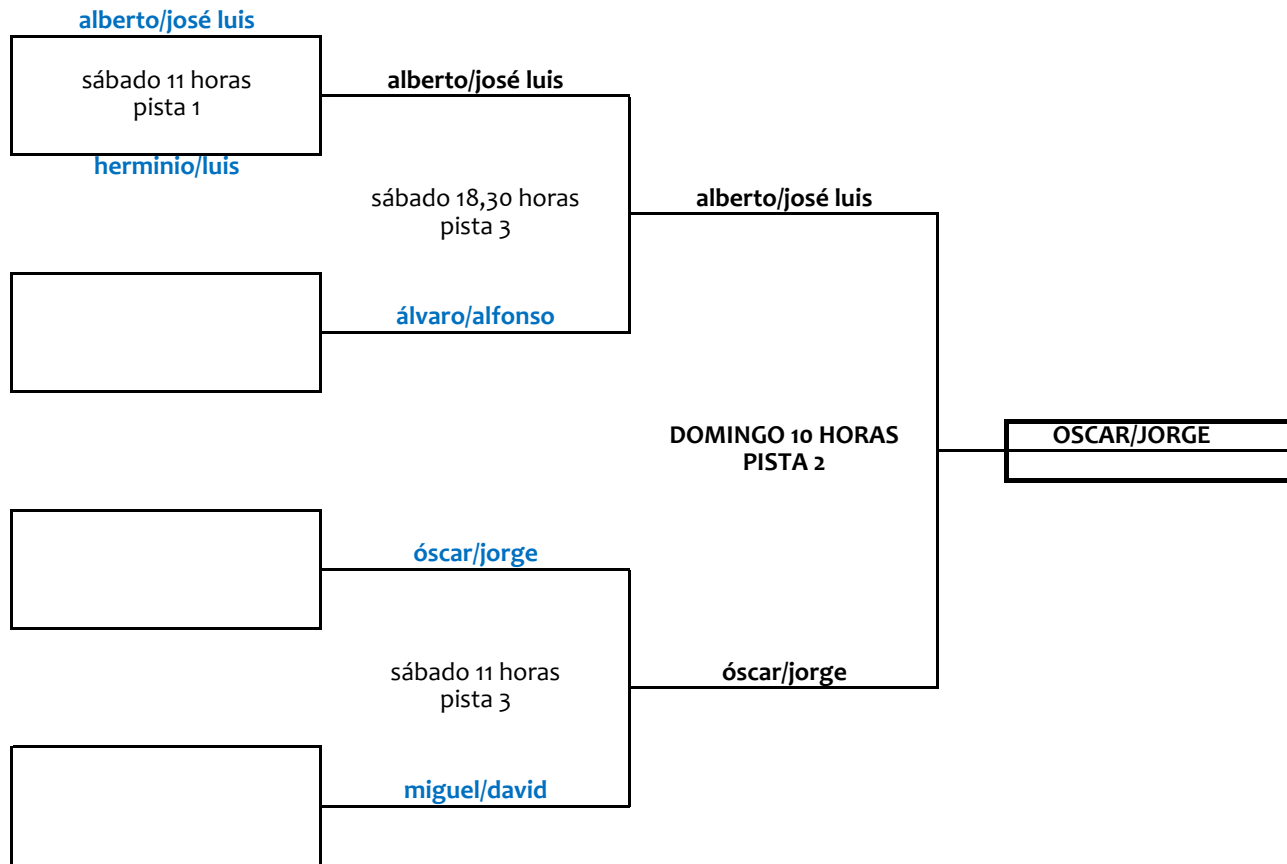 alberto/josé luis
sábado 11 horas
pista 1
alberto/josé luis
herminio/luis
sábado 18,30 horas
pista 3
alberto/josé luis
álvaro/alfonso
DOMINGO 10 HORAS
PISTA 2
OSCAR/JORGE
óscar/jorge
sábado 11 horas
pista 3
óscar/jorge
miguel/david